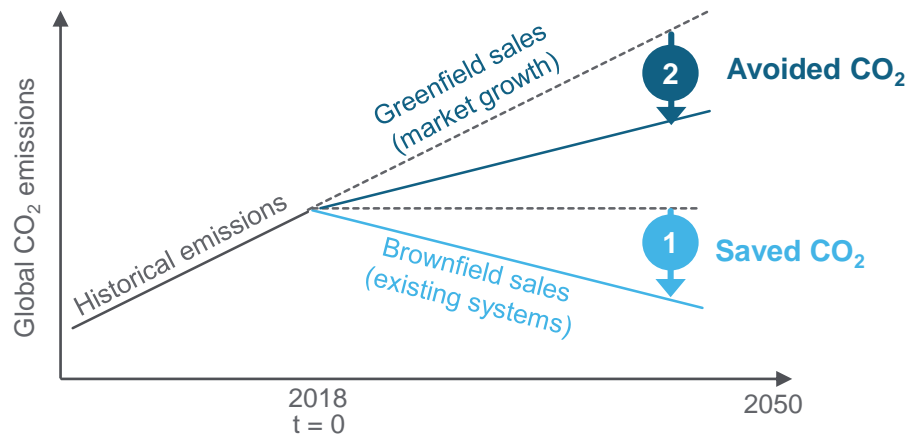 Global CO₂ emissions
Historical emissions
Greenfield sales
(market growth)
2
Avoided CO₂
1
Saved CO₂
Brownfield sales
(existing systems)
2018
t = 0
2050